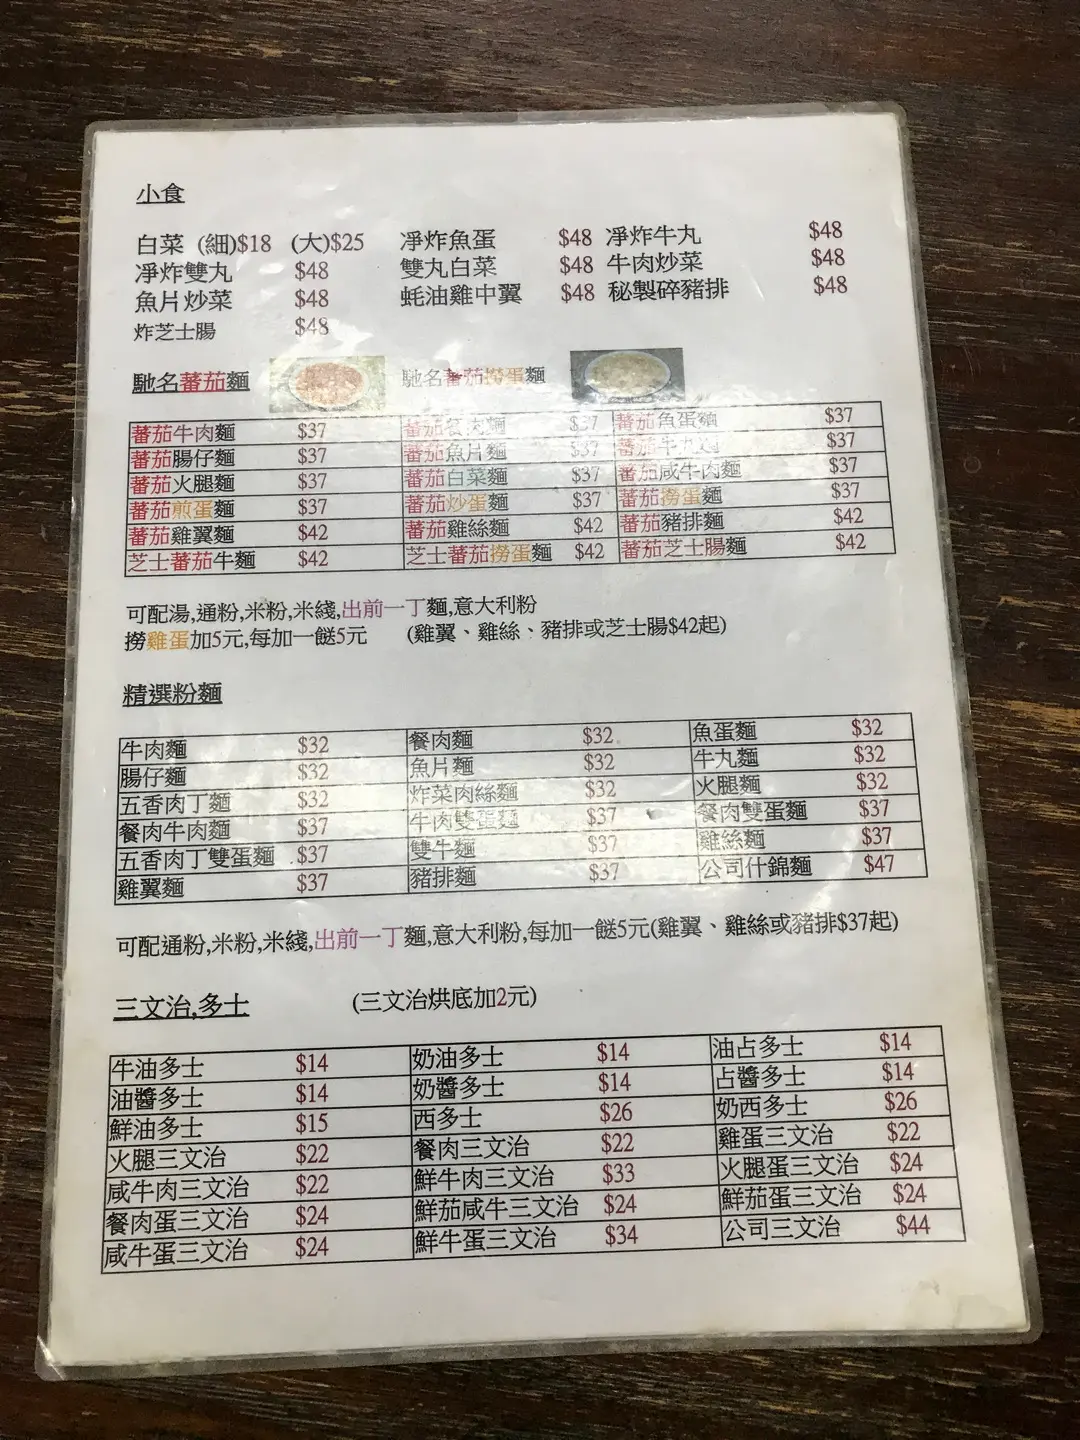 小食
白菜 (細)$18 (大)$25 凈炸魚蛋 $48 凈炸牛丸 $48
凈炸雙丸 $48 雙丸白菜 $48 牛肉炒菜 $48
魚片炒菜 $48 蚝油雞中翼 $48 秘製碎豬排 $48
炸芝士腸 $48
馳名蕃茄麵 馳名蕃茄撈蛋麵
蕃茄牛肉麵 $37 蕃茄餐肉麵 $37 蕃茄魚蛋麵 $37
蕃茄腸仔麵 $37 蕃茄魚片麵 $37 蕃茄牛丸麵 $37
蕃茄火腿麵 $37 蕃茄白菜麵 $37 蕃茄咸牛肉麵 $37
蕃茄煎蛋麵 $37 蕃茄炒蛋麵 $37 蕃茄撈蛋麵 $37
蕃茄雞翼麵 $42 蕃茄雞絲麵 $42 蕃茄豬排麵 $42
芝士蕃茄牛麵 $42 芝士蕃茄撈蛋麵 $42 蕃茄芝士腸麵 $42
可配湯,通粉,米粉,米綫,出前一丁麵,意大利粉
撈雞蛋加5元,每加一餸5元 (雞翼、雞絲、豬排或芝士腸$42起)
精選粉麵
牛肉麵 $32 餐肉麵 $32 魚蛋麵 $32
腸仔麵 $32 魚片麵 $32 牛丸麵 $32
五香肉丁麵 $32 炸菜肉絲麵 $32 火腿麵 $32
餐肉牛肉麵 $37 牛肉雙蛋麵 $37 餐肉雙蛋麵 $37
五香肉丁雙蛋麵 $37 雙牛麵 $37 雞絲麵 $37
雞翼麵 $37 豬排麵 $37 公司什錦麵 $47
可配通粉,米粉,米綫,出前一丁麵,意大利粉,每加一餸5元(雞翼、雞絲或豬排$37起)
三文治,多士 (三文治烘底加2元)
牛油多士 $14 奶油多士 $14 油占多士 $14
油醬多士 $14 奶醬多士 $14 占醬多士 $14
鮮油多士 $15 西多士 $26 奶西多士 $26
火腿三文治 $22 餐肉三文治 $22 雞蛋三文治 $22
咸牛肉三文治 $22 鮮牛肉三文治 $33 火腿蛋三文治 $24
餐肉蛋三文治 $24 鮮茄咸牛三文治 $24 鮮茄蛋三文治 $24
咸牛蛋三文治 $24 鮮牛蛋三文治 $34 公司三文治 $44